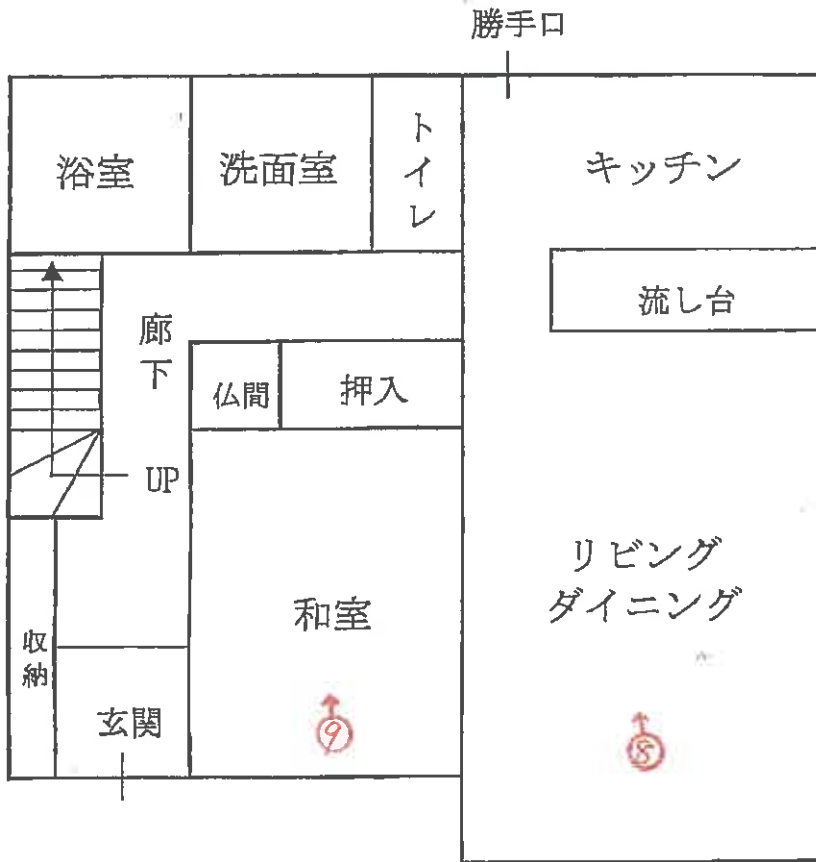 勝手口
浴室
洗面室
トイレ
キッチン
流し台
廊下
仏間
押入
UP
リビング
ダイニング
和室
収納
玄関
⑨
⑧